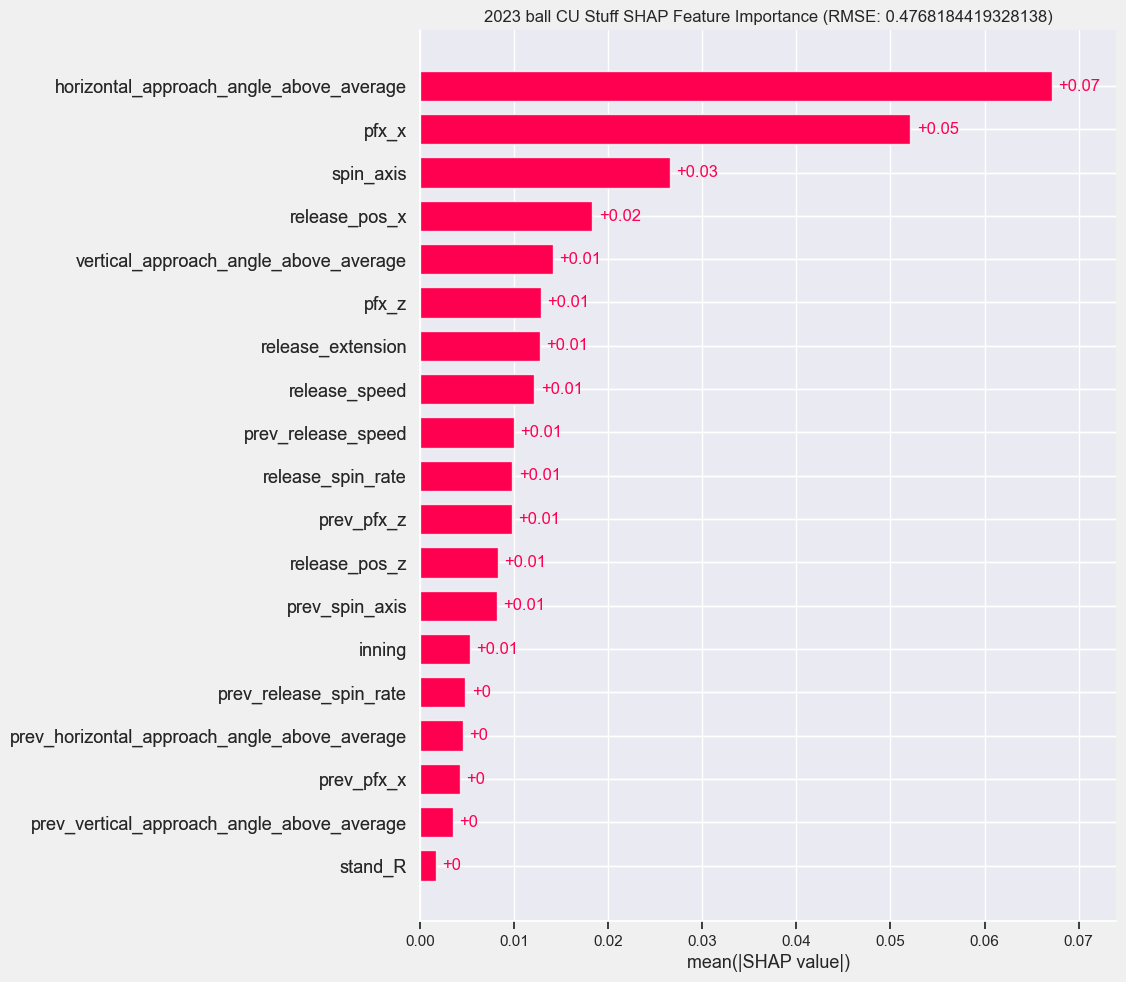 2023 ball CU Stuff SHAP Feature Importance (RMSE: 0.4768184419328138)
horizontal_approach_angle_above_average +0.07
pfx_x +0.05
spin_axis +0.03
release_pos_x +0.02
vertical_approach_angle_above_average +0.01
pfx_z +0.01
release_extension +0.01
release_speed +0.01
prev_release_speed +0.01
release_spin_rate +0.01
prev_pfx_z +0.01
release_pos_z +0.01
prev_spin_axis +0.01
inning +0.01
prev_release_spin_rate +0
prev_horizontal_approach_angle_above_average +0
prev_pfx_x +0
prev_vertical_approach_angle_above_average +0
stand_R +0
0.00 0.01 0.02 0.03 0.04 0.05 0.06 0.07
mean(|SHAP value|)